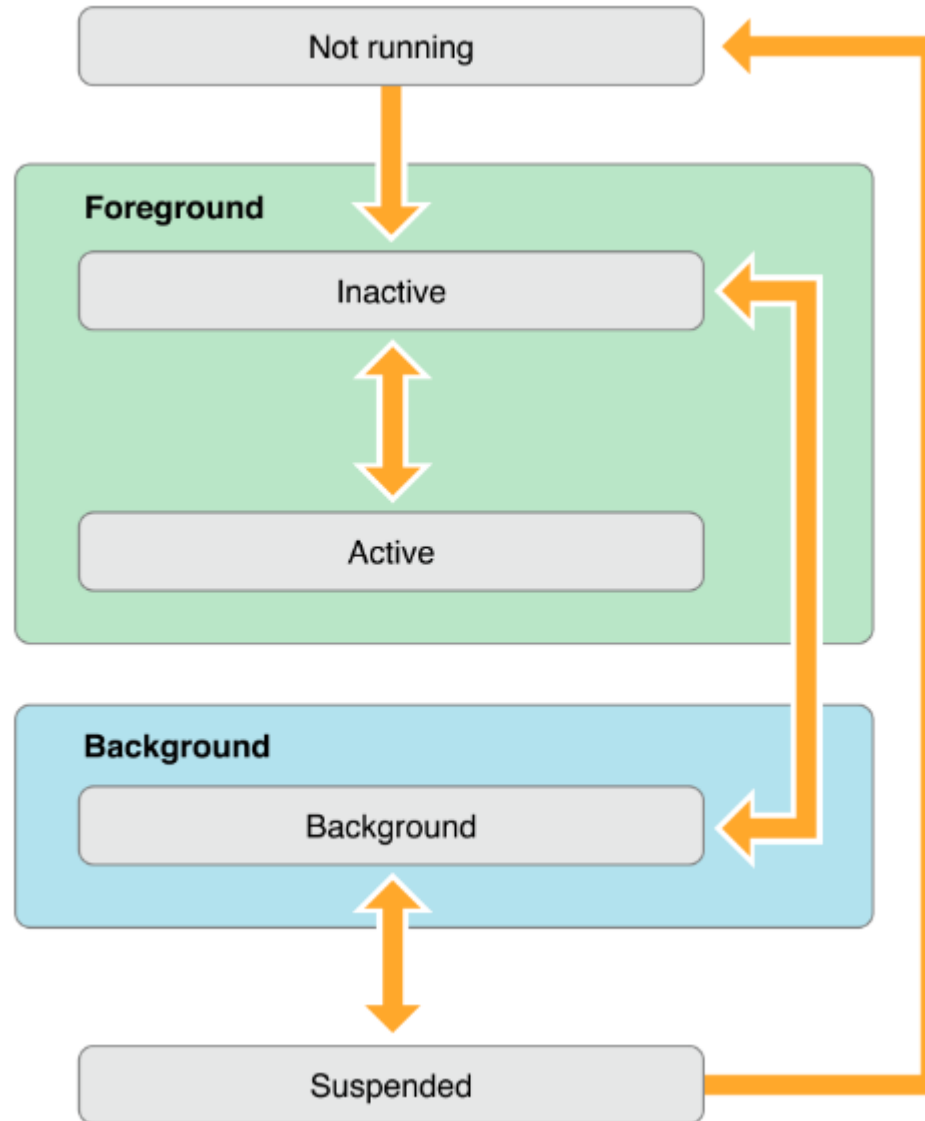 Not running
Foreground
Inactive
Active
Background
Background
Suspended